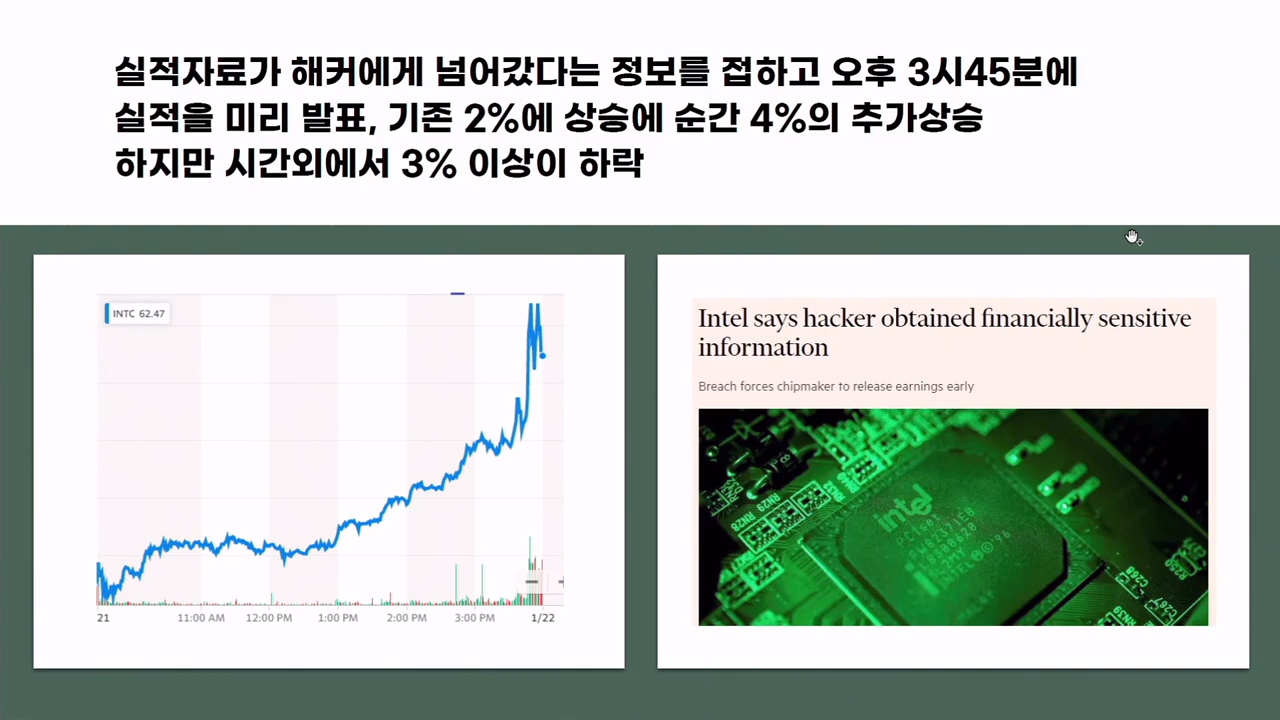 실적자료가 해커에게 넘어갔다는 정보를 접하고 오후 3시45분에
실적을 미리 발표, 기존 2%에 상승에 순간 4%의 추가상승
하지만 시간외에서 3% 이상이 하락
INTC 62.47
21
11:00 AM
12:00 PM
1:00 PM
2:00 PM
3:00 PM
1/22
Intel says hacker obtained financially sensitive
information
Breach forces chipmaker to release earnings early
intel
RN29
RN28
RN39
C268
C267